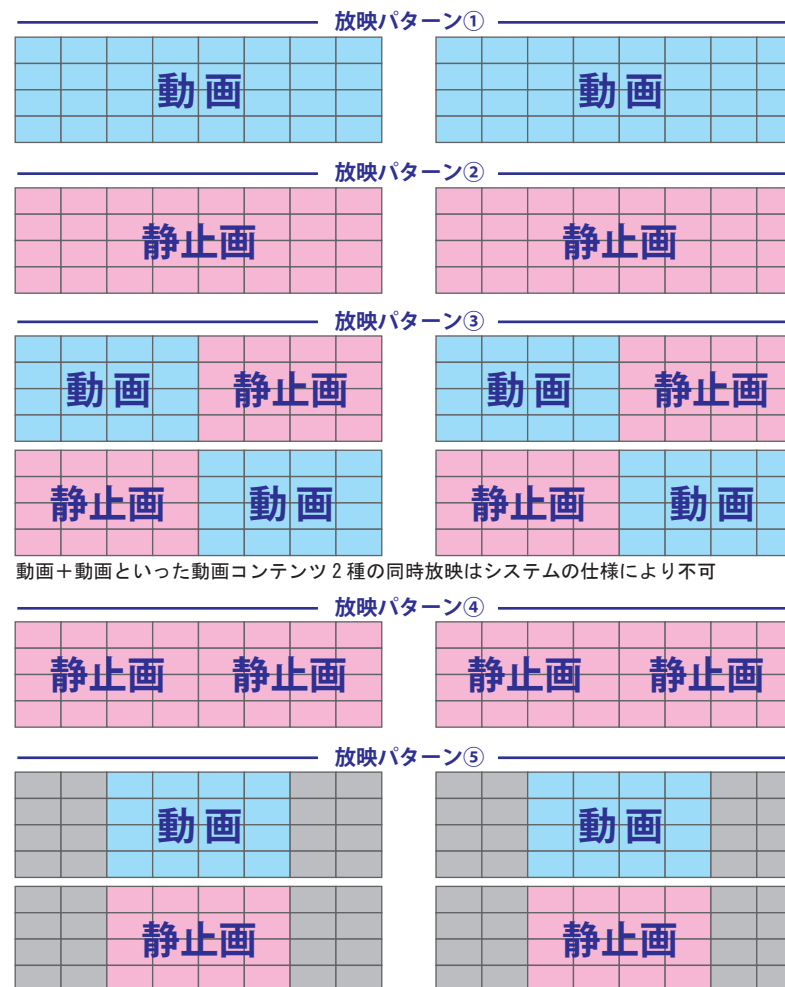 放映パターン①
動画 動画
放映パターン②
静止画 静止画
放映パターン③
動画 静止画 動画 静止画
静止画 動画 静止画 動画
動画＋動画といった動画コンテンツ２種の同時放映はシステムの仕様により不可
放映パターン④
静止画 静止画 静止画 静止画
放映パターン⑤
動画 動画
静止画 静止画